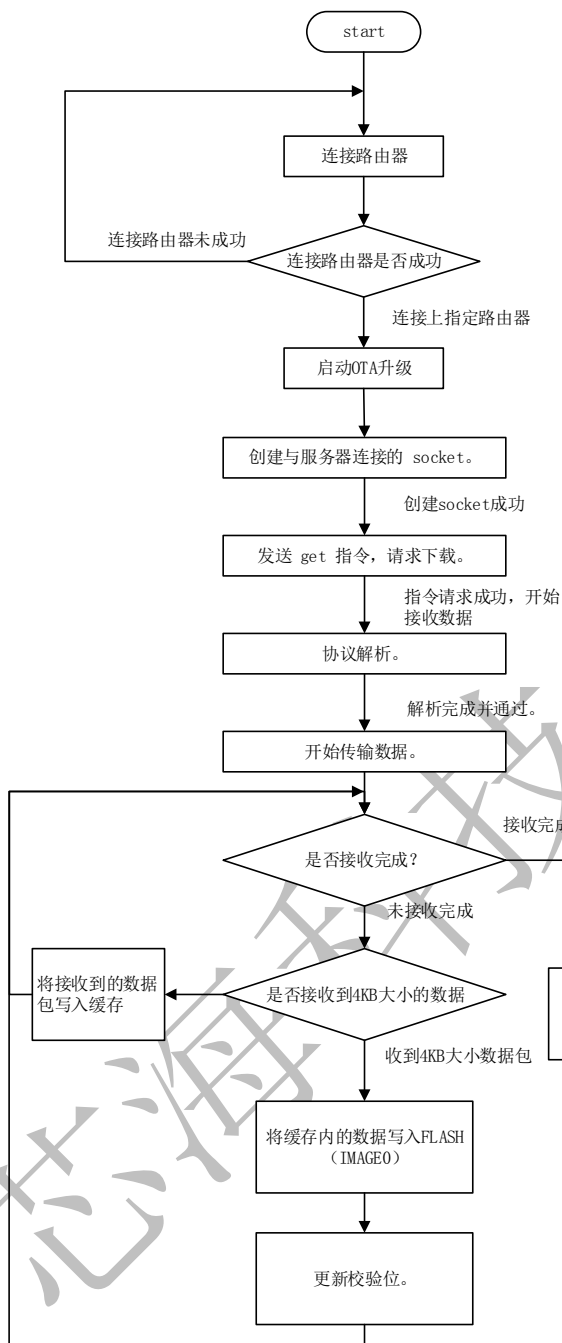 start
连接路由器
连接路由器未成功
连接路由器是否成功
连接上指定路由器
启动OTA升级
创建与服务器连接的 socket。
创建socket成功
发送 get 指令，请求下载。
指令请求成功，开始
接收数据
协议解析。
解析完成并通过。
开始传输数据。
接收完成
是否接收完成？
未接收完成
将接收到的数据
包写入缓存
是否接收到4KB大小的数据
收到4KB大小数据包
将缓存内的数据写入FLASH
（IMAGE0）
更新校验位。
芯海科技